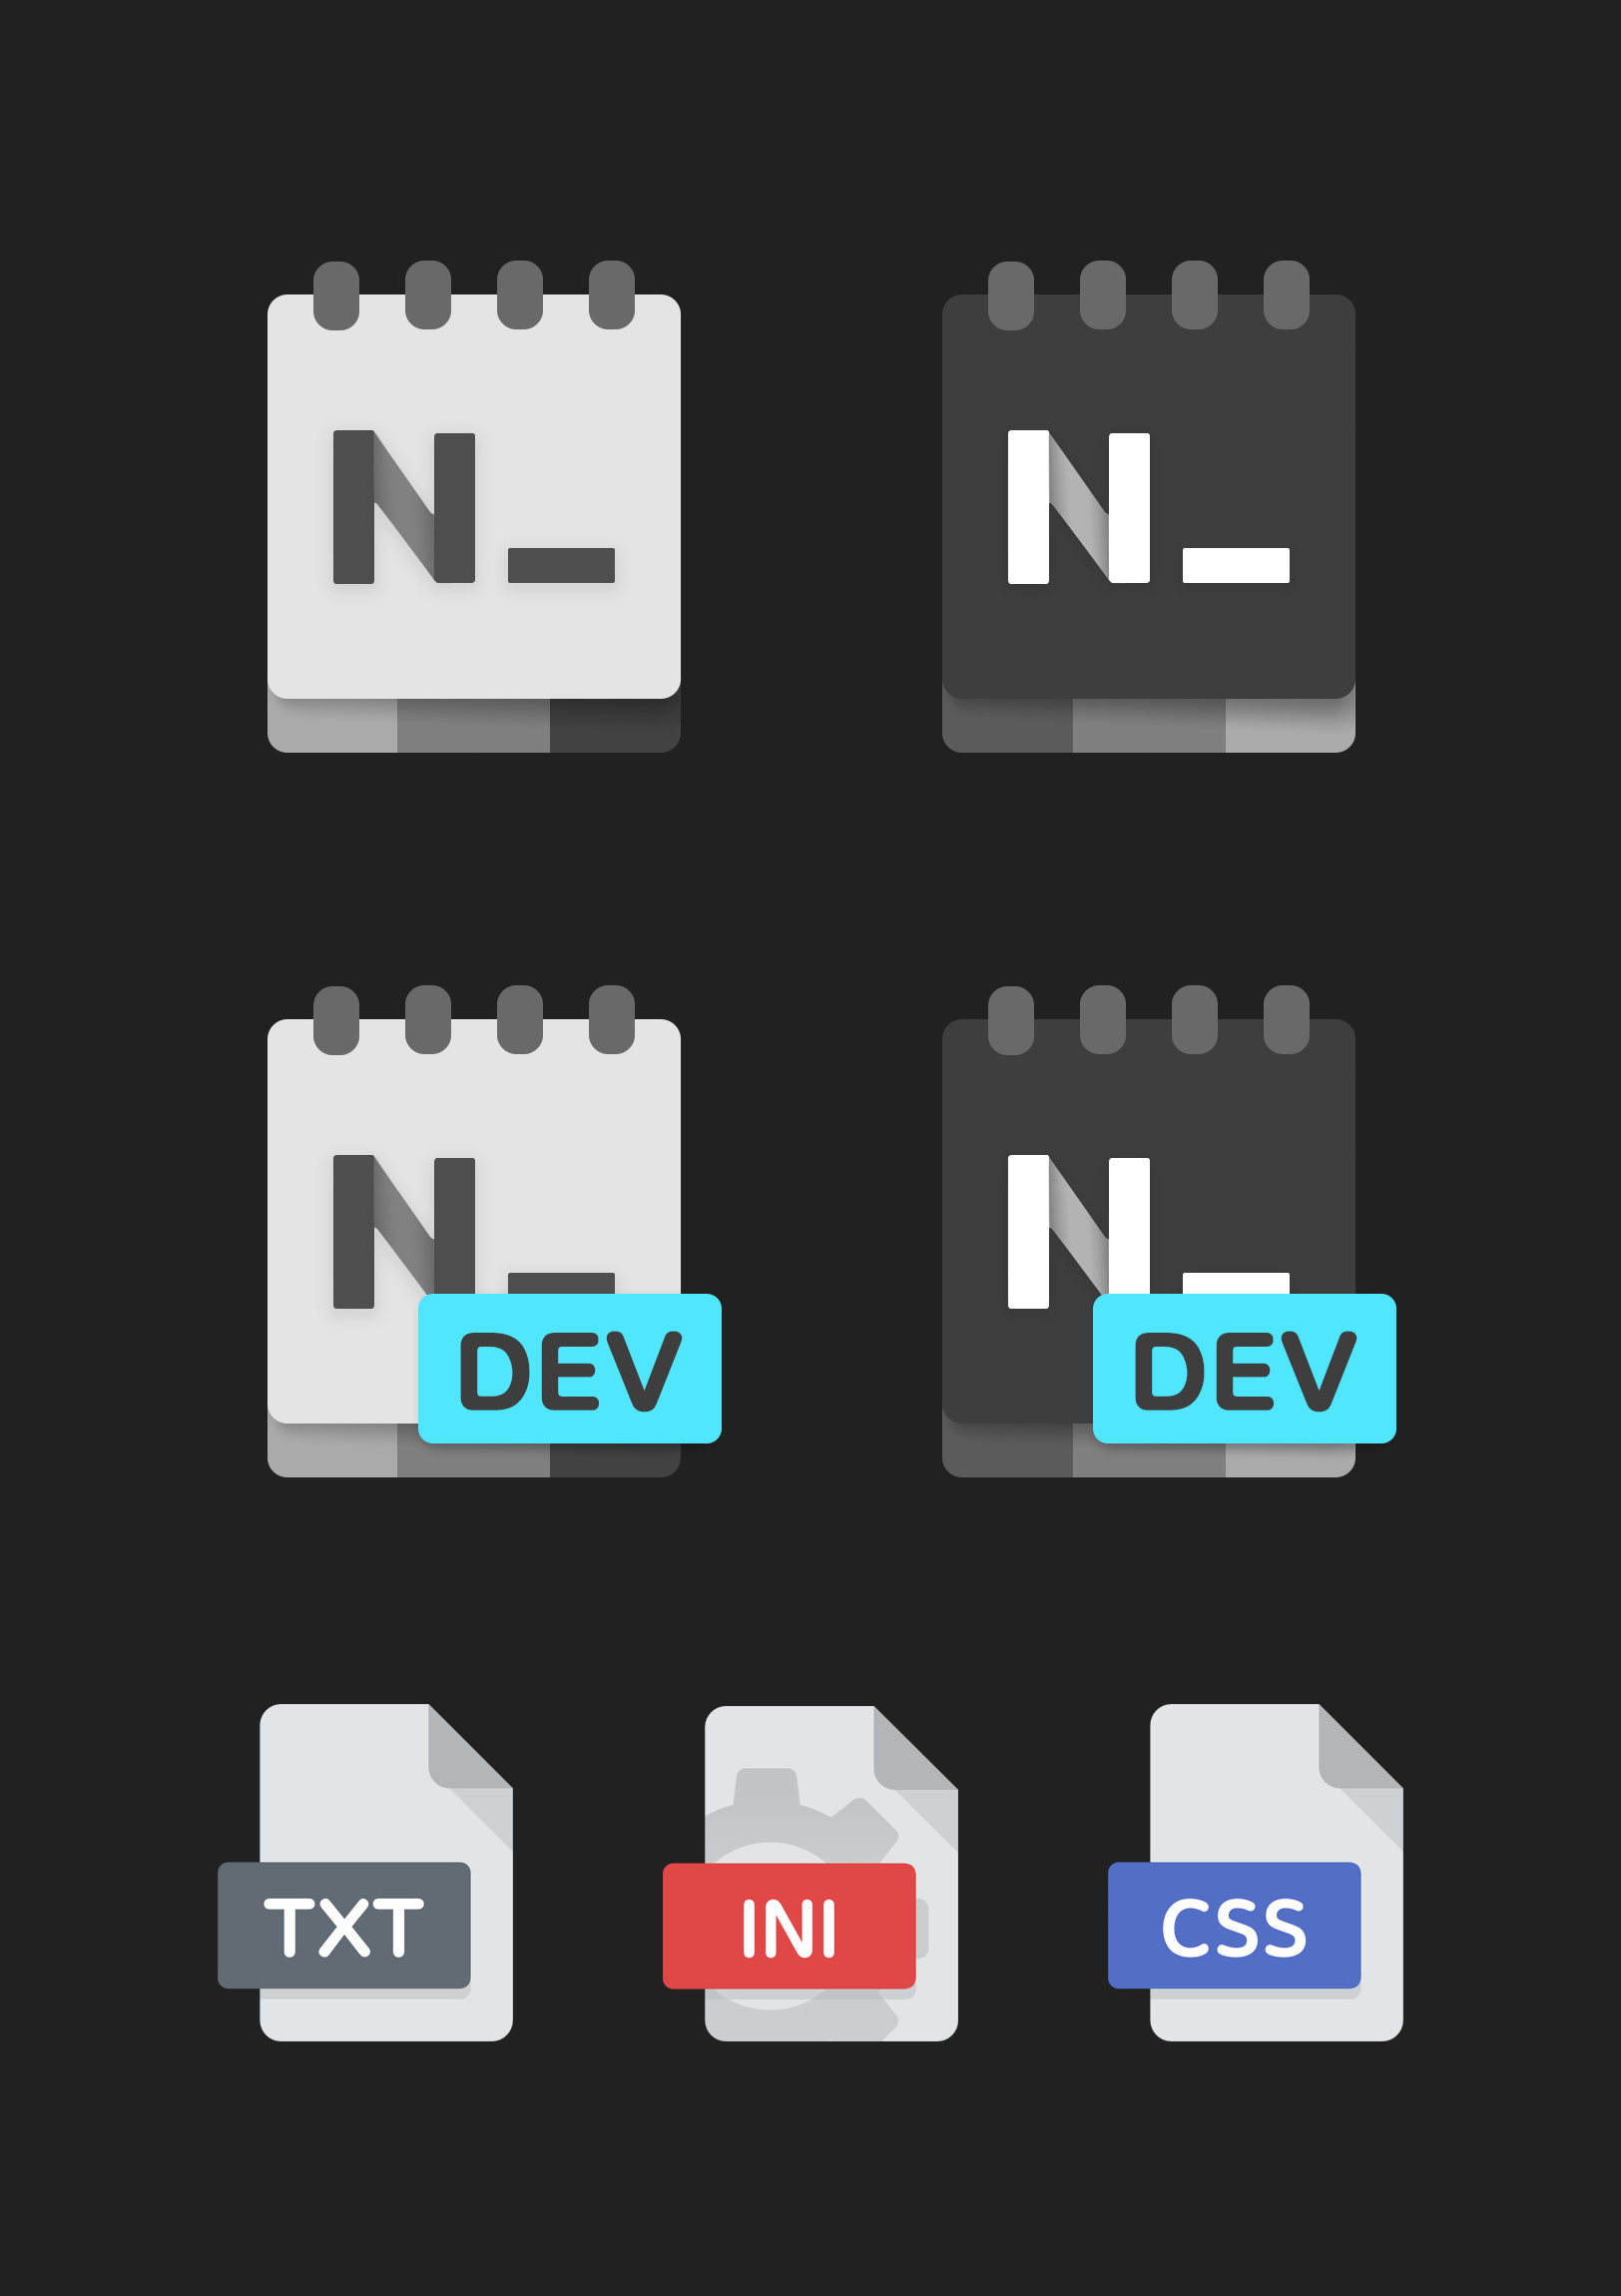 N_ N_
N_ N_
DEV DEV
TXT INI CSS